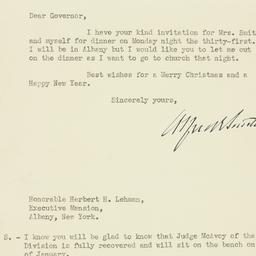 Dear Governor,
I have your kind invitation for Mrs. Smit
and myself for dinner on Monday night the thirty-first.
I will be in Albany but I would like you to let me out
on the dinner as I want to go to church that night.
Best wishes for a Merry Christmas and a
Happy New Year.
Sincerely yours,
Alfred E Smith
Honorable Herbert H. Lehman,
Executive Mansion,
Albany, New York.
S. - I know you will be glad to know that Judge McAvoy of the
Division is fully recovered and will sit on the bench on
of January.